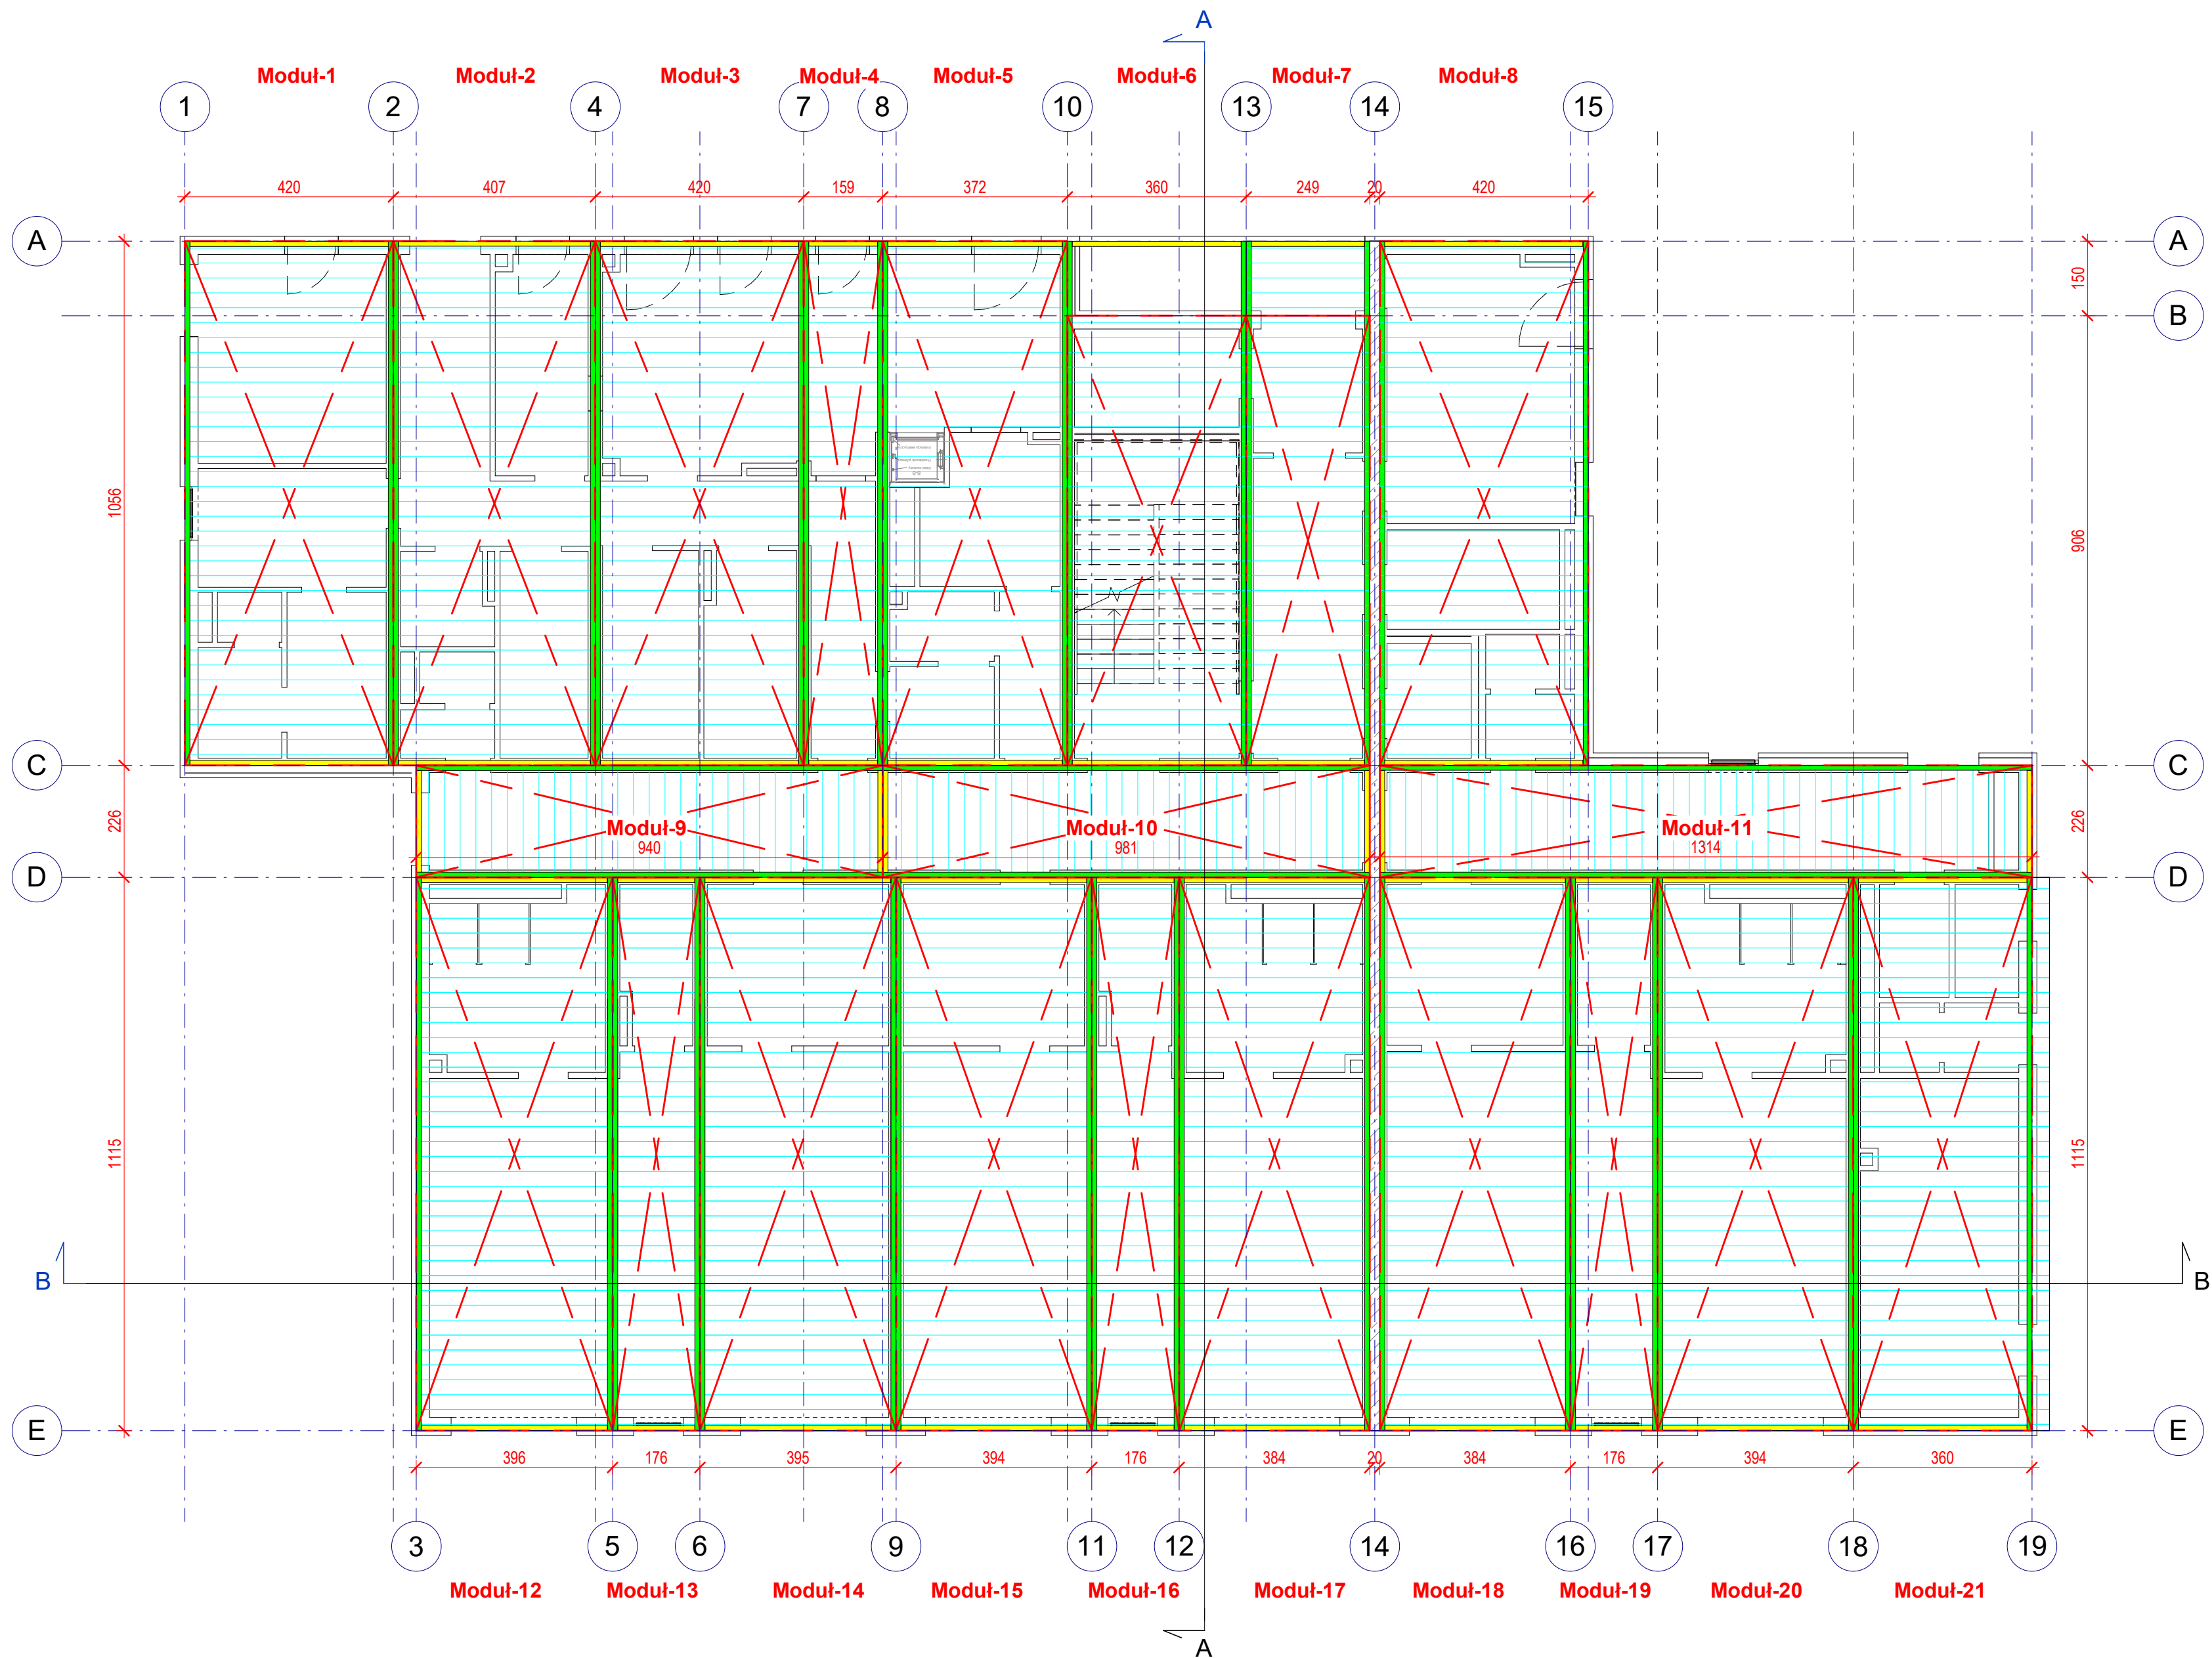 A
Moduł-1 Moduł-2 Moduł-3 Moduł-4 Moduł-5 Moduł-6 Moduł-7 Moduł-8
1 2 4 7 8 10 13 14 15
420 407 420 159 372 360 249 20 420
A A
150
B B
1056 906
C C
226 Moduł-9 Moduł-10 Moduł-11 226
940 981 1314
D D
1115 1115
B B
E E
396 176 395 394 176 384 20 384 176 394 360
3 5 6 9 11 12 14 16 17 18 19
Moduł-12 Moduł-13 Moduł-14 Moduł-15 Moduł-16 Moduł-17 Moduł-18 Moduł-19 Moduł-20 Moduł-21
A